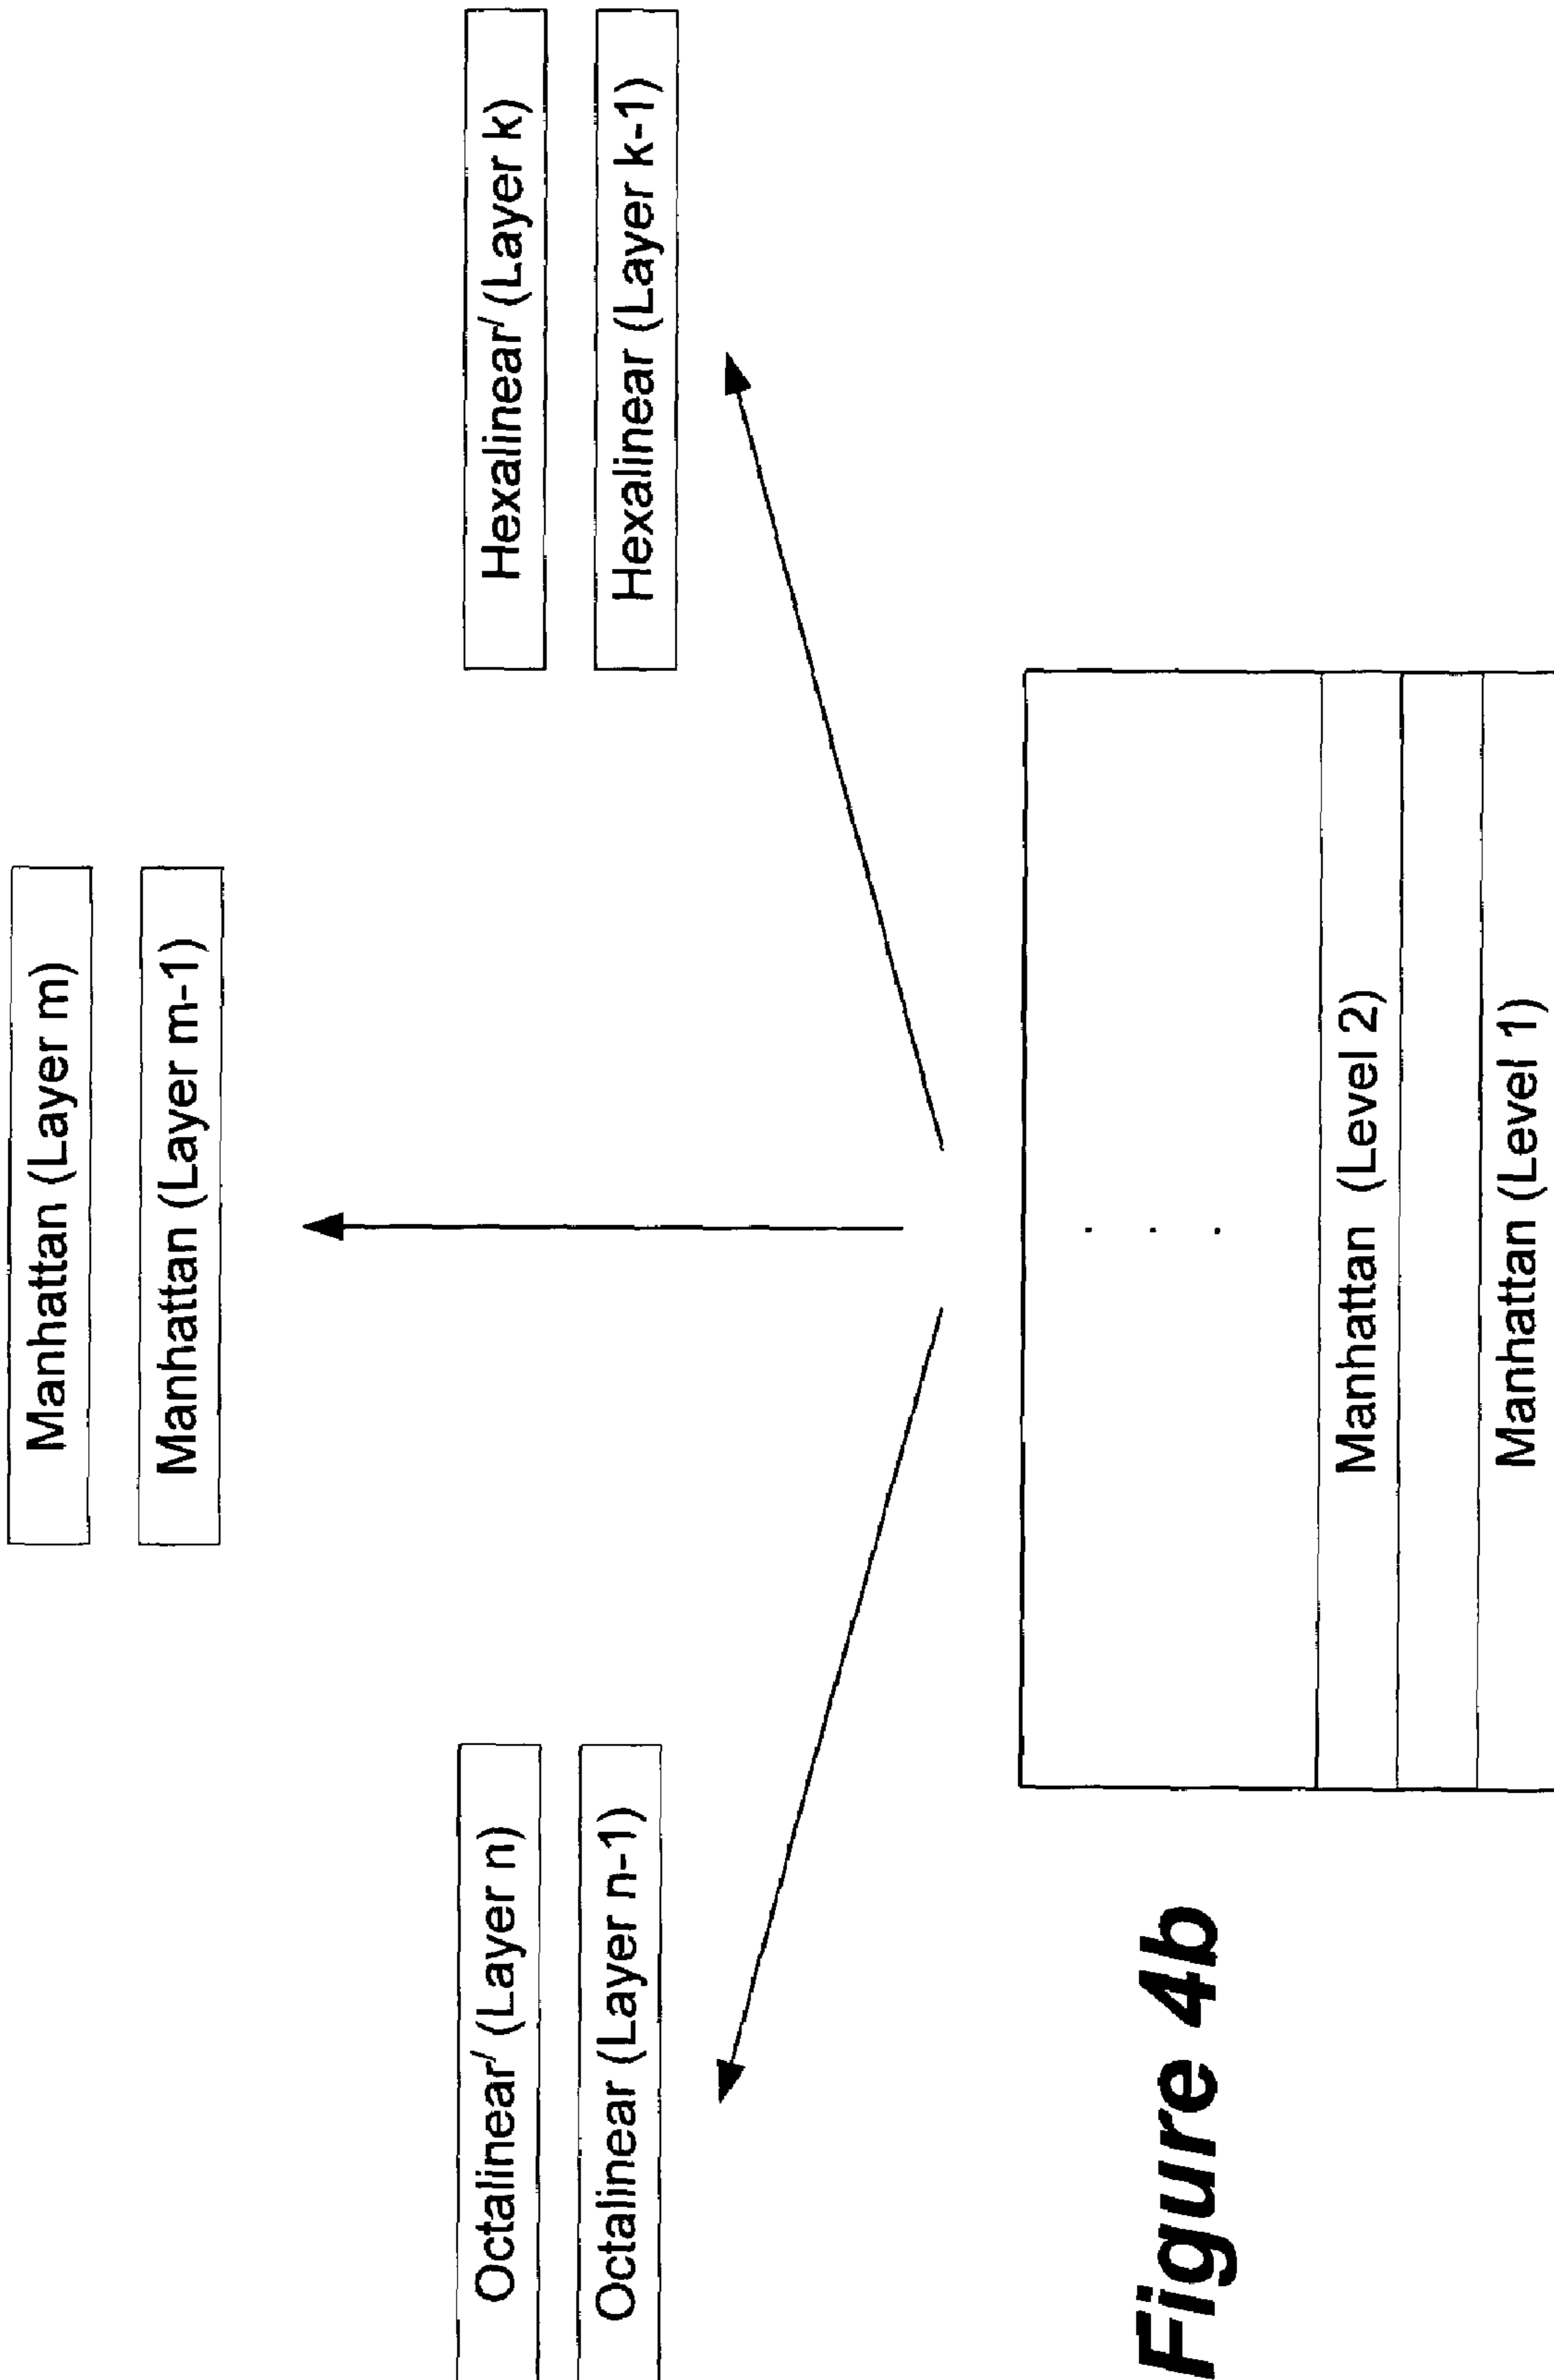 Manhattan (Layer m)
Manhattan (Layer m-1)
Octalinear′ (Layer n)
Octalinear (Layer n-1)
Hexalinear′ (Layer k)
Hexalinear (Layer k-1)
. . .
Manhattan (Level 2)
Manhattan (Level 1)
Figure 4b